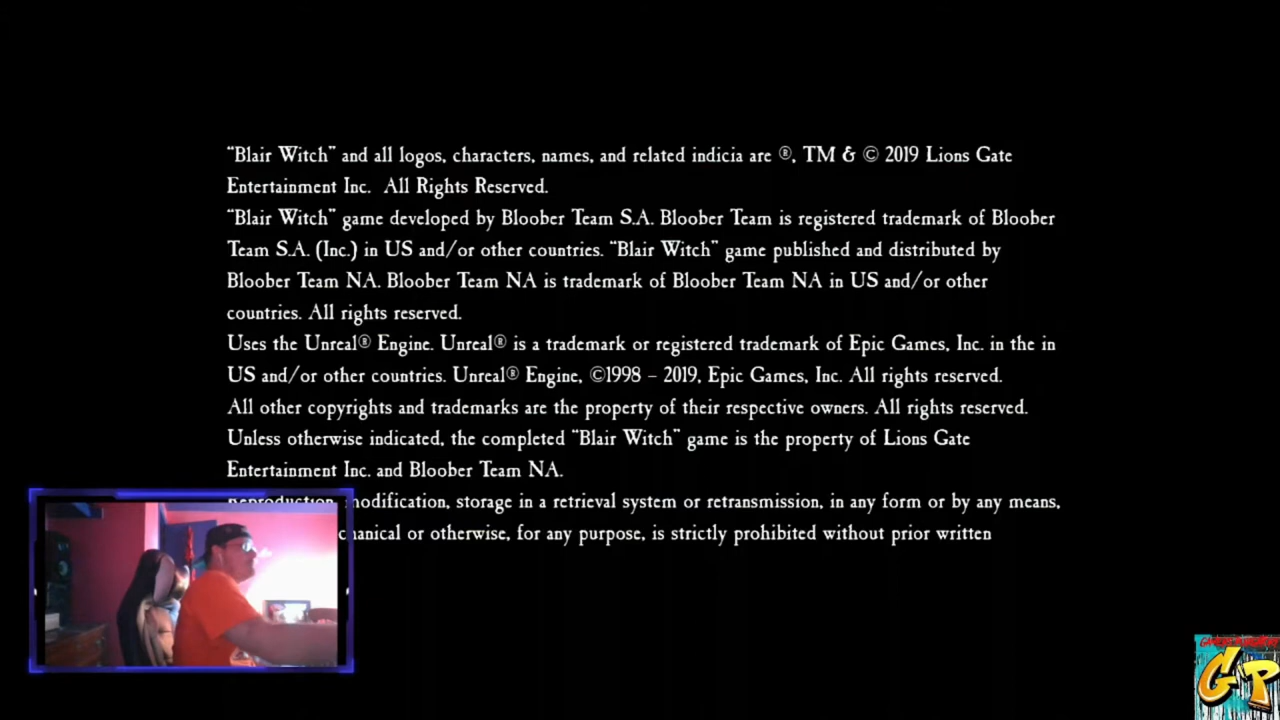 “Blair Witch” and all logos, characters, names, and related indicia are ®, TM & © 2019 Lions Gate
Entertainment Inc.  All Rights Reserved.
“Blair Witch” game developed by Bloober Team S.A. Bloober Team is registered trademark of Bloober
Team S.A. (Inc.) in US and/or other countries. “Blair Witch” game published and distributed by
Bloober Team NA. Bloober Team NA is trademark of Bloober Team NA in US and/or other
countries. All rights reserved.
Uses the Unreal® Engine. Unreal® is a trademark or registered trademark of Epic Games, Inc. in the in
US and/or other countries. Unreal® Engine, ©1998 – 2019, Epic Games, Inc. All rights reserved.
All other copyrights and trademarks are the property of their respective owners. All rights reserved.
Unless otherwise indicated, the completed “Blair Witch” game is the property of Lions Gate
Entertainment Inc. and Bloober Team NA.
Reproduction, modification, storage in a retrieval system or retransmission, in any form or by any means,
chanical or otherwise, for any purpose, is strictly prohibited without prior written
GP